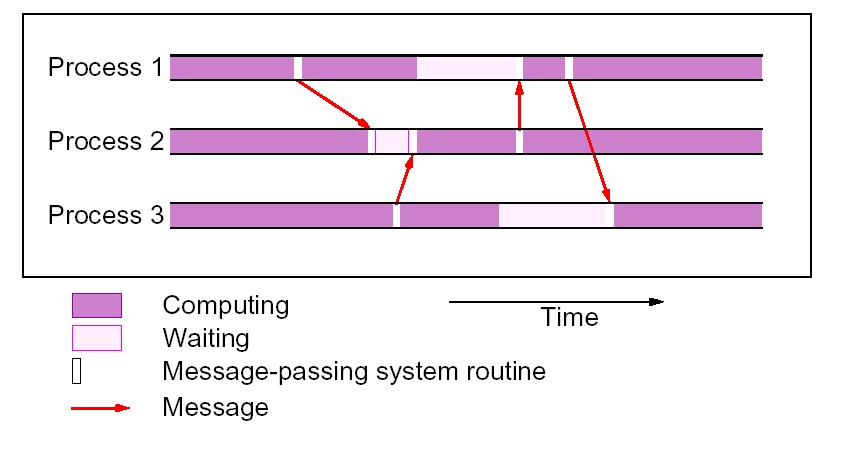 Process 1
Process 2
Process 3
Computing
Waiting
Message-passing system routine
Message
Time